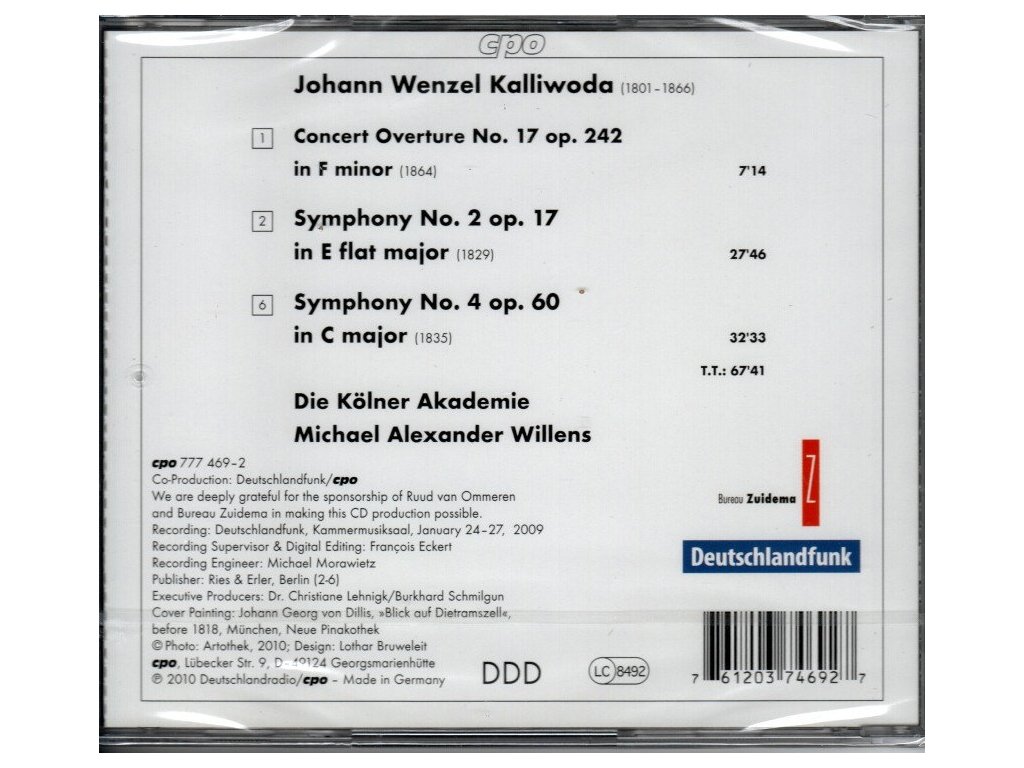 cpo
Johann Wenzel Kalliwoda (1801–1866)
1 Concert Overture No. 17 op. 242
in F minor (1864) 7'14
2 Symphony No. 2 op. 17
in E flat major (1829) 27'46
6 Symphony No. 4 op. 60
in C major (1835) 32'33
T.T.: 67'41
Die Kölner Akademie
Michael Alexander Willens
cpo 777 469–2
Co-Production: Deutschlandfunk/cpo
We are deeply grateful for the sponsorship of Ruud van Ommeren
and Bureau Zuidema in making this CD production possible.
Recording: Deutschlandfunk, Kammermusiksaal, January 24–27, 2009
Recording Supervisor & Digital Editing: François Eckert
Recording Engineer: Michael Morawietz
Publisher: Ries & Erler, Berlin (2-6)
Executive Producers: Dr. Christiane Lehnigk/Burkhard Schmilgun
Cover Painting: Johann Georg von Dillis, »Blick auf Dietramszell«,
before 1818, München, Neue Pinakothek
© Photo: Artothek, 2010; Design: Lothar Bruweleit
cpo, Lübecker Str. 9, D–49124 Georgsmarienhütte
℗ 2010 Deutschlandradio/cpo – Made in Germany
DDD
LC 8492
Bureau Zuidema Z
Deutschlandfunk
7 61203 74692 7